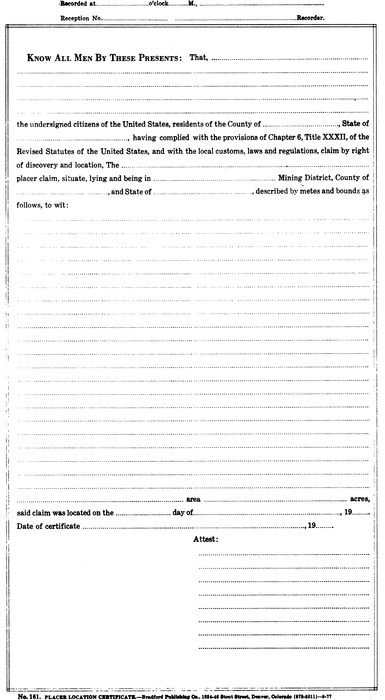 Recorded at ........ o'clock ........ M., ........
Reception No. ........ Recorder.
KNOW ALL MEN BY THESE PRESENTS: That, ........
the undersigned citizens of the United States, residents of the County of ........, State of
........, having complied with the provisions of Chapter 6, Title XXXII, of the
Revised Statutes of the United States, and with the local customs, laws and regulations, claim by right
of discovery and location, The ........
placer claim, situate, lying and being in ........ Mining District, County of
........, and State of ........, described by metes and bounds as
follows, to wit:
........ area ........ acres,
said claim was located on the ........ day of ........, 19........
Date of certificate ........, 19........
Attest:
No. 161. PLACER LOCATION CERTIFICATE.—Bradford Publishing Co., 1824-46 Stout Street, Denver, Colorado (573-5011)—8-77